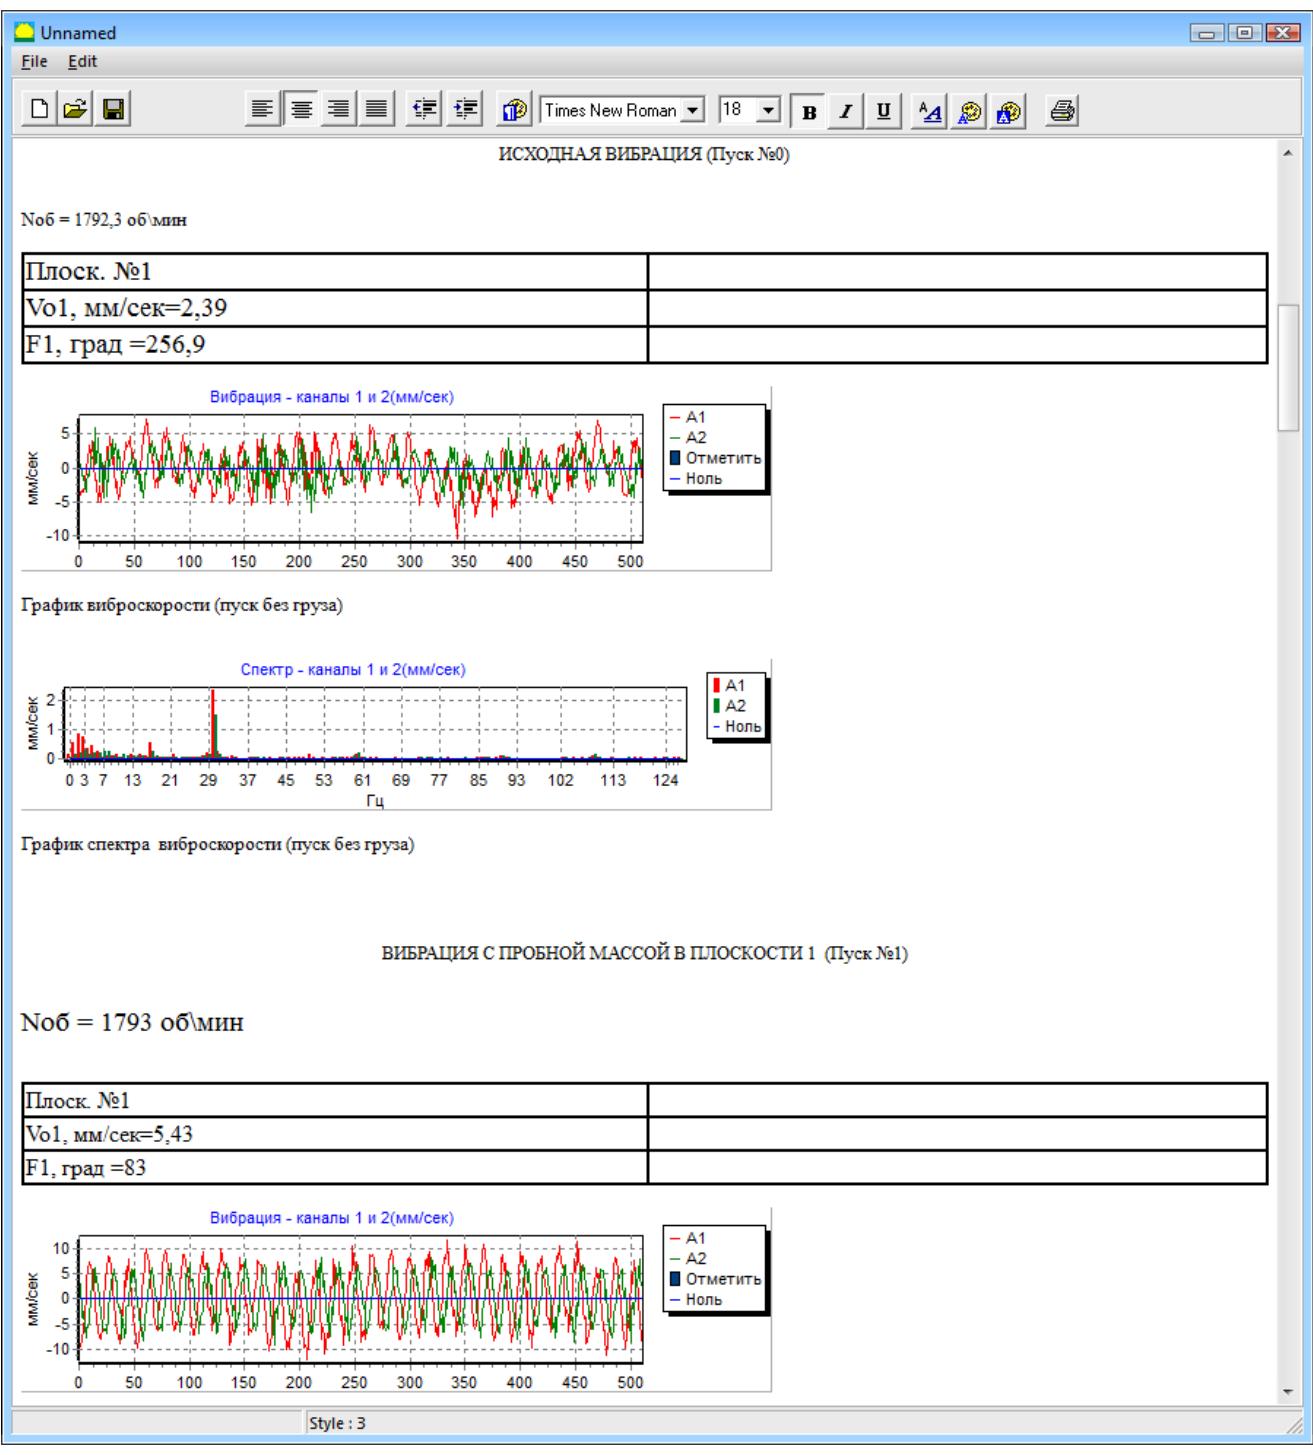 Unnamed
File Edit
Times New Roman 18 B I U
ИСХОДНАЯ ВИБРАЦИЯ (Пуск №0)
Nоб = 1792,3 об\мин
Плоск. №1
Vo1, мм/сек=2,39
F1, град =256,9
Вибрация - каналы 1 и 2(мм/сек)
мм/сек
5
0
-5
-10
0 50 100 150 200 250 300 350 400 450 500
A1
A2
Отметить
Ноль
График виброскорости (пуск без груза)
Спектр - каналы 1 и 2(мм/сек)
мм/сек
2
1
0
0 3 7 13 21 29 37 45 53 61 69 77 85 93 102 113 124
Гц
A1
A2
Ноль
График спектра виброскорости (пуск без груза)
ВИБРАЦИЯ С ПРОБНОЙ МАССОЙ В ПЛОСКОСТИ 1 (Пуск №1)
Nоб = 1793 об\мин
Плоск. №1
Vo1, мм/сек=5,43
F1, град =83
Вибрация - каналы 1 и 2(мм/сек)
мм/сек
10
5
0
-5
-10
0 50 100 150 200 250 300 350 400 450 500
A1
A2
Отметить
Ноль
Style : 3